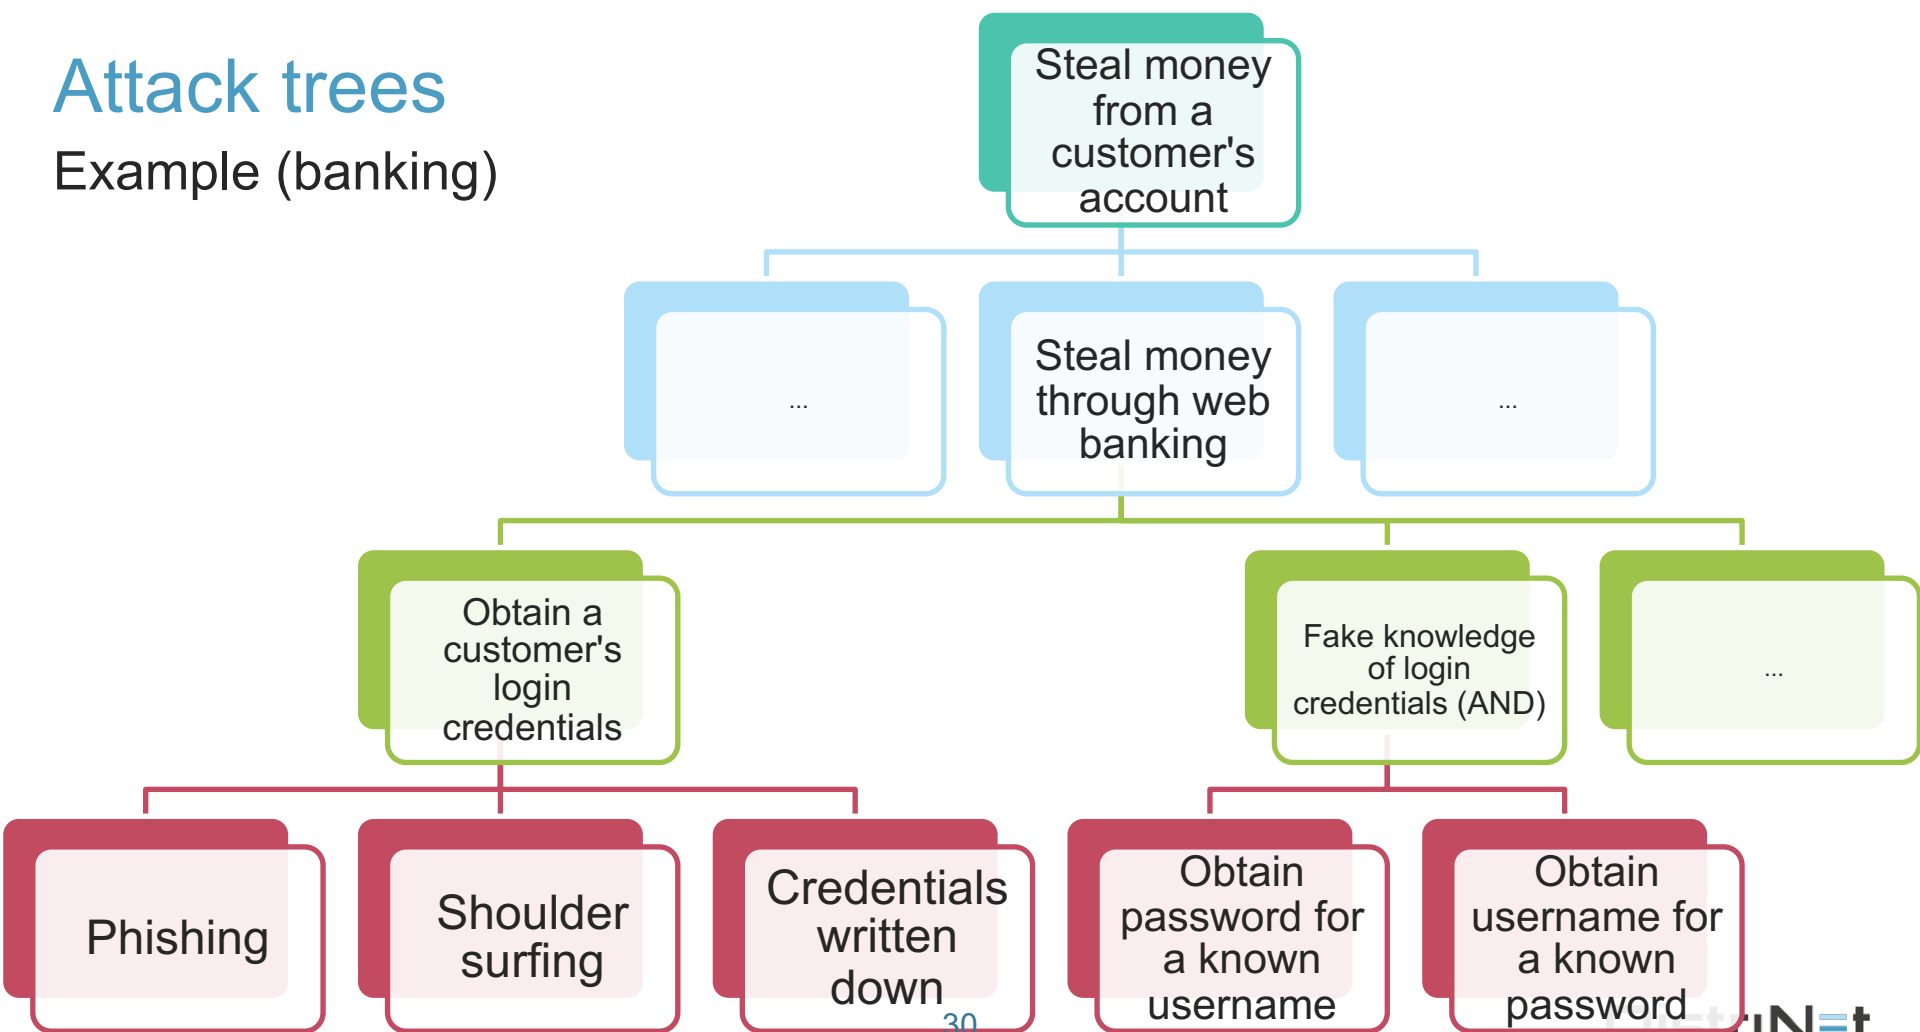 Attack trees
Example (banking)
Steal money
from a
customer's
account
...
Steal money
through web
banking
...
Obtain a
customer's
login
credentials
Fake knowledge
of login
credentials (AND)
...
Phishing
Shoulder
surfing
Credentials
written
down
Obtain
password for
a known
username
Obtain
username for
a known
password
30